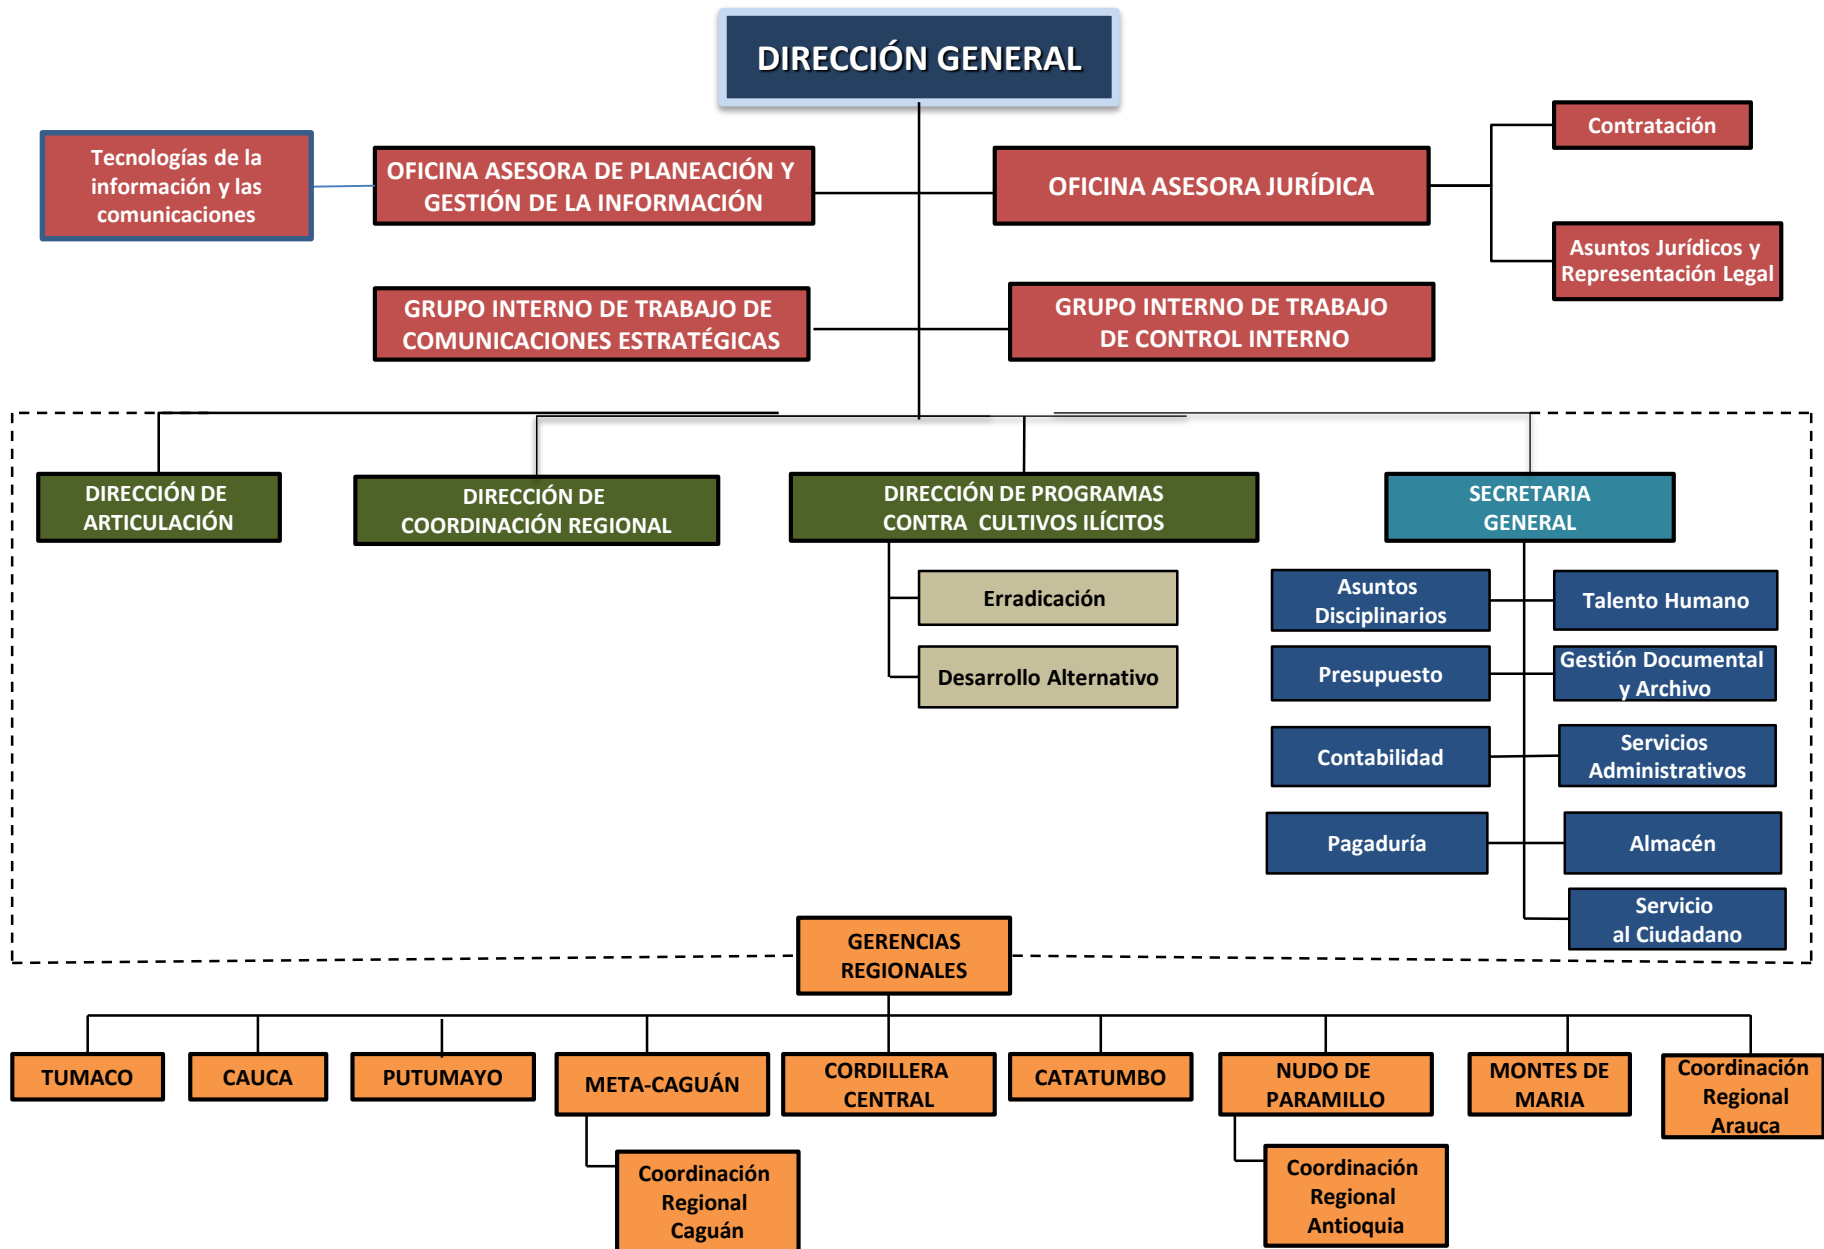 DIRECCIÓN GENERAL
Tecnologías de la
información y las
comunicaciones
OFICINA ASESORA DE PLANEACIÓN Y
GESTIÓN DE LA INFORMACIÓN
OFICINA ASESORA JURÍDICA
Contratación
Asuntos Jurídicos y
Representación Legal
GRUPO INTERNO DE TRABAJO DE
COMUNICACIONES ESTRATÉGICAS
GRUPO INTERNO DE TRABAJO
DE CONTROL INTERNO
DIRECCIÓN DE
ARTICULACIÓN
DIRECCIÓN DE
COORDINACIÓN REGIONAL
DIRECCIÓN DE PROGRAMAS
CONTRA CULTIVOS ILÍCITOS
SECRETARIA
GENERAL
Erradicación
Desarrollo Alternativo
Asuntos
Disciplinarios
Talento Humano
Presupuesto
Gestión Documental
y Archivo
Contabilidad
Servicios
Administrativos
Pagaduría
Almacén
Servicio
al Ciudadano
GERENCIAS
REGIONALES
TUMACO
CAUCA
PUTUMAYO
META-CAGUÁN
CORDILLERA
CENTRAL
CATATUMBO
NUDO DE
PARAMILLO
MONTES DE
MARIA
Coordinación
Regional
Arauca
Coordinación
Regional
Caguán
Coordinación
Regional
Antioquia